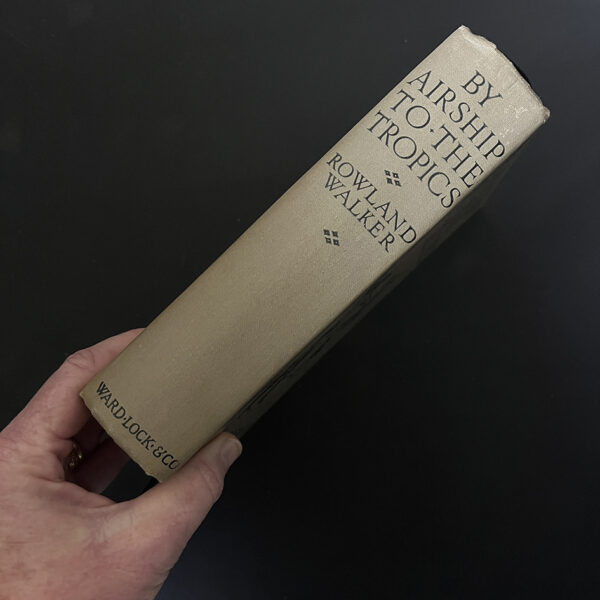 BY
AIRSHIP
TO·THE
TROPICS
ROWLAND
WALKER
WARD·LOCK·&CO